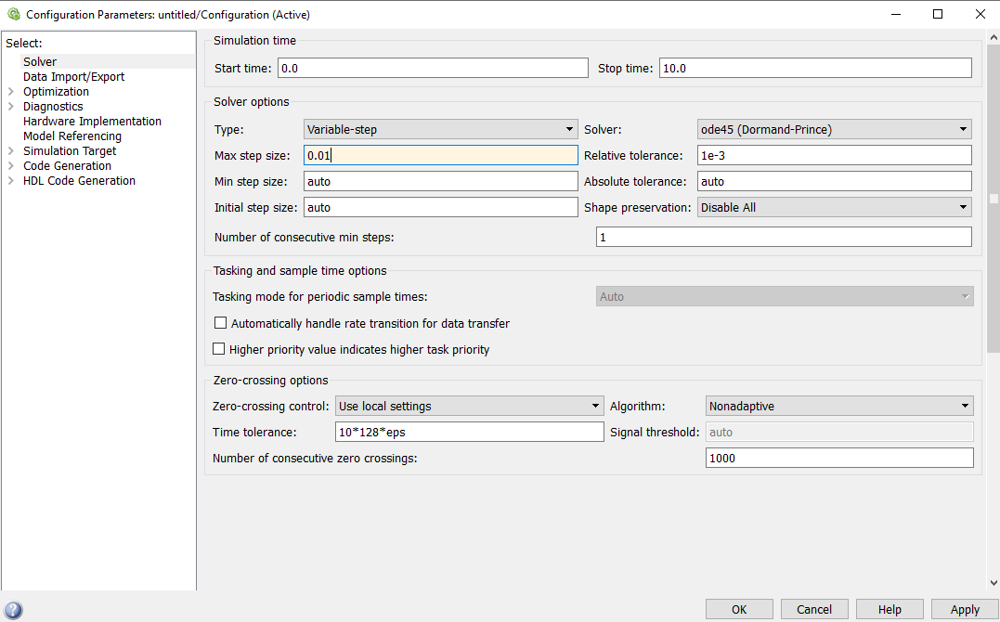 Configuration Parameters: untitled/Configuration (Active)
Select:
Solver
Data Import/Export
Optimization
Diagnostics
Hardware Implementation
Model Referencing
Simulation Target
Code Generation
HDL Code Generation
Simulation time
Start time: 0.0 Stop time: 10.0
Solver options
Type: Variable-step Solver: ode45 (Dormand-Prince)
Max step size: 0.01 Relative tolerance: 1e-3
Min step size: auto Absolute tolerance: auto
Initial step size: auto Shape preservation: Disable All
Number of consecutive min steps: 1
Tasking and sample time options
Tasking mode for periodic sample times: Auto
Automatically handle rate transition for data transfer
Higher priority value indicates higher task priority
Zero-crossing options
Zero-crossing control: Use local settings Algorithm: Nonadaptive
Time tolerance: 10*128*eps Signal threshold: auto
Number of consecutive zero crossings: 1000
? OK Cancel Help Apply